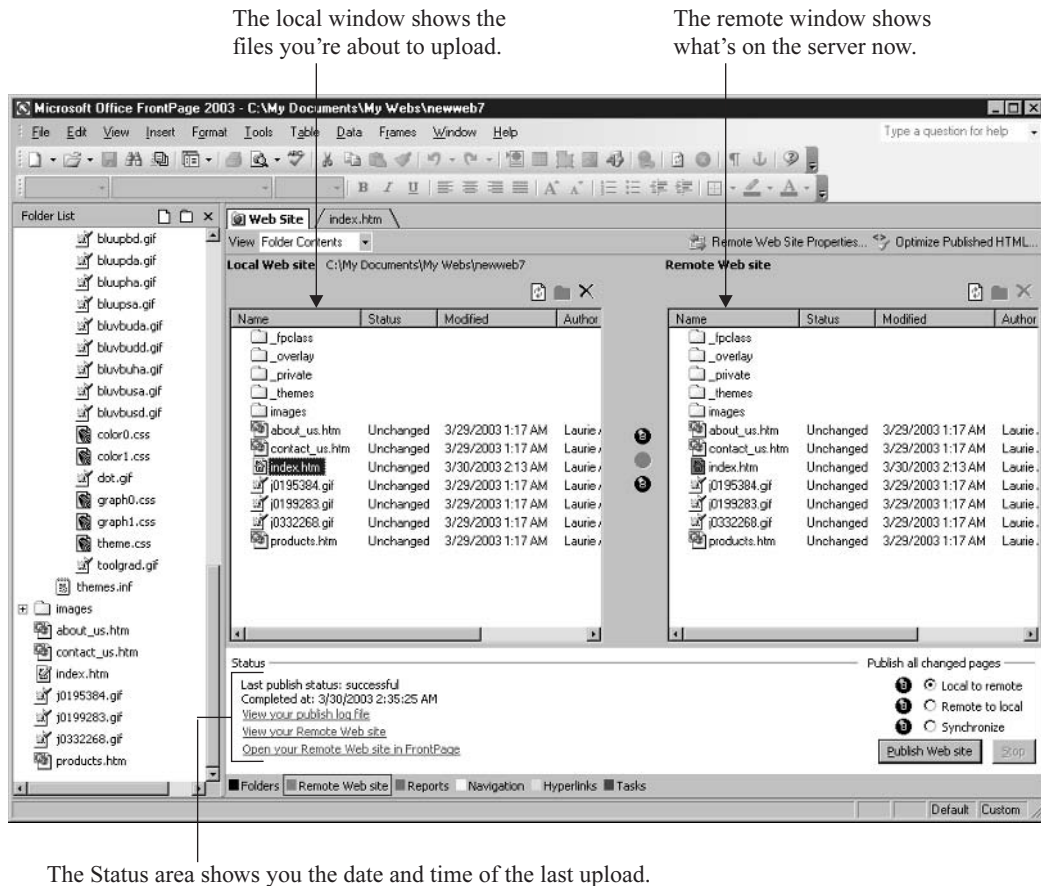 The local window shows the
files you're about to upload.
The remote window shows
what's on the server now.
Microsoft Office FrontPage 2003 - C:\My Documents\My Webs\newweb7
File Edit View Insert Format Tools Table Data Frames Window Help
Type a question for help
B I U A A A
Folder List
Web Site index.htm
View Folder Contents
Remote Web Site Properties... Optimize Published HTML...
Local Web site C:\My Documents\My Webs\newweb7
Remote Web site
bluupbd.gif
bluupda.gif
bluupha.gif
bluupsa.gif
bluvbuda.gif
bluvbudd.gif
bluvbuha.gif
bluvbusa.gif
bluvbusd.gif
color0.css
color1.css
dot.gif
graph0.css
graph1.css
theme.css
toolgrad.gif
themes.inf
images
about_us.htm
contact_us.htm
index.htm
j0195384.gif
j0199283.gif
j0332268.gif
products.htm
Name Status Modified Author
_fpclass
_overlay
_private
_themes
images
about_us.htm Unchanged 3/29/2003 1:17 AM Laurie
contact_us.htm Unchanged 3/29/2003 1:17 AM Laurie
index.htm Unchanged 3/30/2003 2:13 AM Laurie
j0195384.gif Unchanged 3/29/2003 1:17 AM Laurie
j0199283.gif Unchanged 3/29/2003 1:17 AM Laurie
j0332268.gif Unchanged 3/29/2003 1:17 AM Laurie
products.htm Unchanged 3/29/2003 1:17 AM Laurie
Name Status Modified Author
_fpclass
_overlay
_private
_themes
images
about_us.htm Unchanged 3/29/2003 1:17 AM Laurie
contact_us.htm Unchanged 3/29/2003 1:17 AM Laurie
index.htm Unchanged 3/30/2003 2:13 AM Laurie
j0195384.gif Unchanged 3/29/2003 1:17 AM Laurie
j0199283.gif Unchanged 3/29/2003 1:17 AM Laurie
j0332268.gif Unchanged 3/29/2003 1:17 AM Laurie
products.htm Unchanged 3/29/2003 1:17 AM Laurie
Status
Last publish status: successful
Completed at: 3/30/2003 2:35:25 AM
View your publish log file
View your Remote Web site
Open your Remote Web site in FrontPage
Publish all changed pages
Local to remote
Remote to local
Synchronize
Publish Web site Stop
Folders Remote Web site Reports Navigation Hyperlinks Tasks
Default Custom
The Status area shows you the date and time of the last upload.